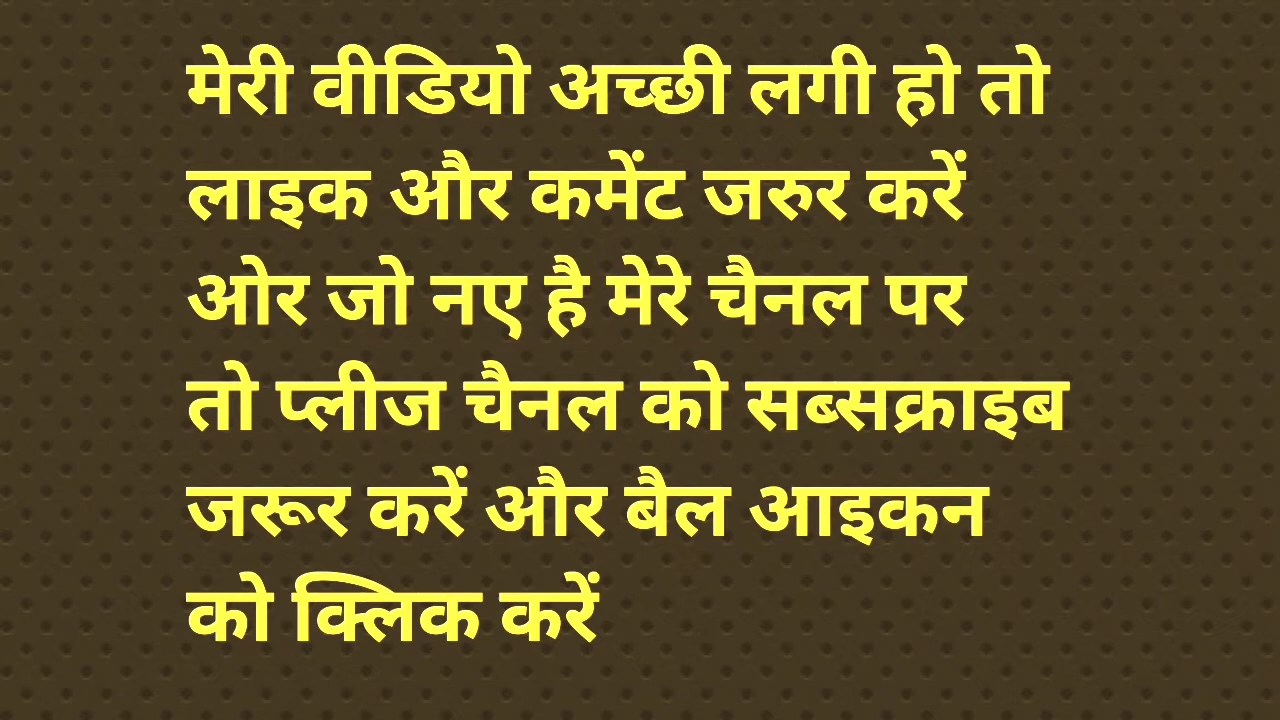 मेरी वीडियो अच्छी लगी हो तो
लाइक और कमेंट जरुर करें
ओर जो नए है मेरे चैनल पर
तो प्लीज चैनल को सब्सक्राइब
जरूर करें और बैल आइकन
को क्लिक करें